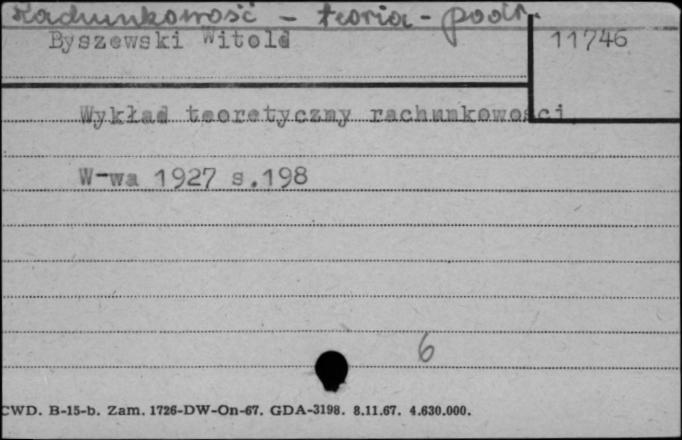 Rachunkowość - teoria - podr.
Byszewski Witold
11746
Wykład teoretyczny rachunkowości
W-wa 1927 s.198
6
CWD. B-15-b. Zam. 1726-DW-On-67. GDA-3198. 8.11.67. 4.630.000.